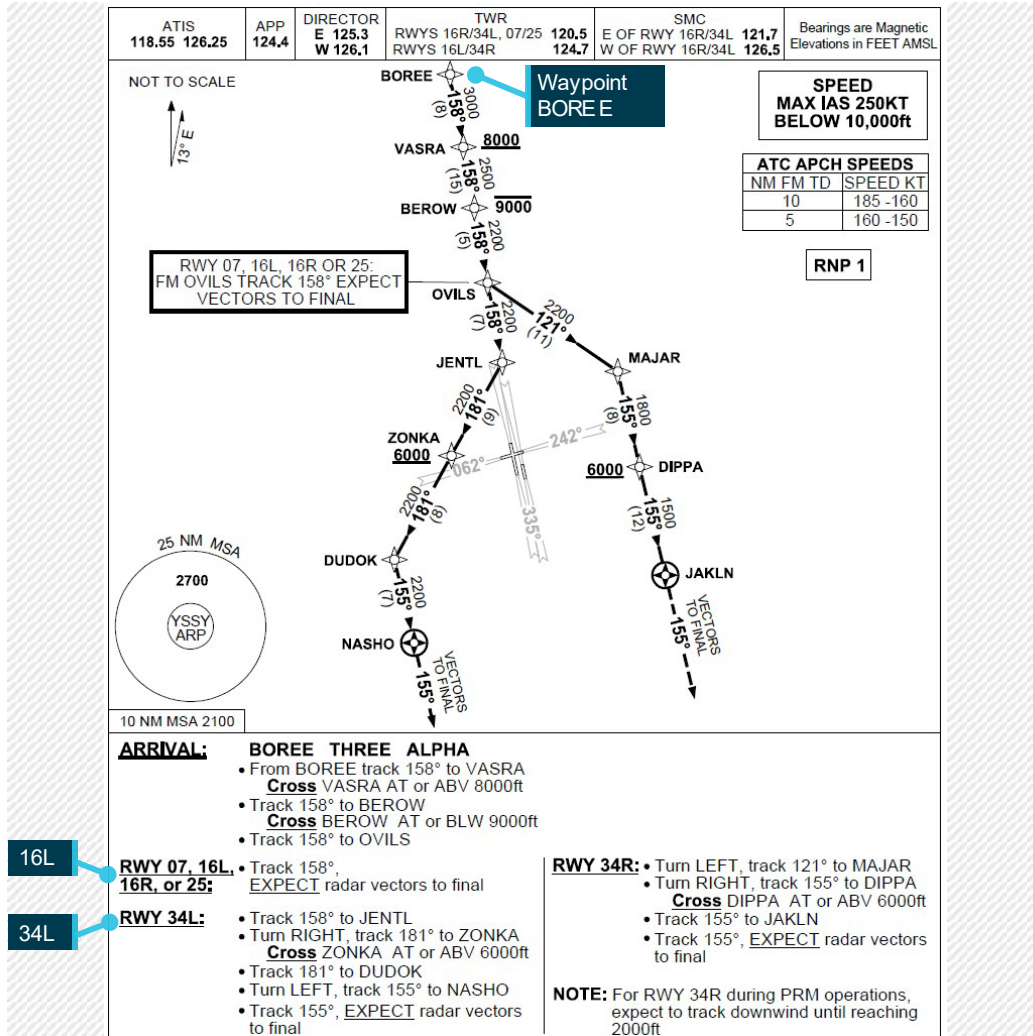 ATIS
118.55 126.25
APP
124.4
DIRECTOR
E 125.3
W 126.1
TWR
RWYS 16R/34L, 07/25 120.5
RWYS 16L/34R 124.7
SMC
E OF RWY 16R/34L 121.7
W OF RWY 16R/34L 126.5
Bearings are Magnetic
Elevations in FEET AMSL
NOT TO SCALE
13° E
BOREE
Waypoint
BOREE
SPEED
MAX IAS 250KT
BELOW 10,000ft
3000
158°
(8)
VASRA
8000
ATC APCH SPEEDS
NM FM TD SPEED KT
10 185 -160
5 160 -150
2500
158°
(15)
BEROW
9000
2200
158°
(5)
RNP 1
RWY 07, 16L, 16R OR 25:
FM OVILS TRACK 158° EXPECT
VECTORS TO FINAL
OVILS
2200
158°
(7)
2200
121°
(11)
JENTL
MAJAR
2200
181°
(9)
1800
155°
(8)
ZONKA
6000
062°
242°
335°
6000
DIPPA
2200
181°
(8)
1500
155°
(12)
DUDOK
JAKLN
2200
155°
(7)
NASHO
VECTORS
TO FINAL
155°
VECTORS
TO FINAL
155°
25 NM MSA
2700
YSSY
ARP
10 NM MSA 2100
ARRIVAL:
BOREE THREE ALPHA
• From BOREE track 158° to VASRA
Cross VASRA AT or ABV 8000ft
• Track 158° to BEROW
Cross BEROW AT or BLW 9000ft
• Track 158° to OVILS
16L
RWY 07, 16L,
16R, or 25:
• Track 158°,
EXPECT radar vectors to final
34L
RWY 34L:
• Track 158° to JENTL
• Turn RIGHT, track 181° to ZONKA
Cross ZONKA AT or ABV 6000ft
• Track 181° to DUDOK
• Turn LEFT, track 155° to NASHO
• Track 155°, EXPECT radar vectors
to final
RWY 34R:
• Turn LEFT, track 121° to MAJAR
• Turn RIGHT, track 155° to DIPPA
Cross DIPPA AT or ABV 6000ft
• Track 155° to JAKLN
• Track 155°, EXPECT radar vectors
to final
NOTE: For RWY 34R during PRM operations,
expect to track downwind until reaching
2000ft